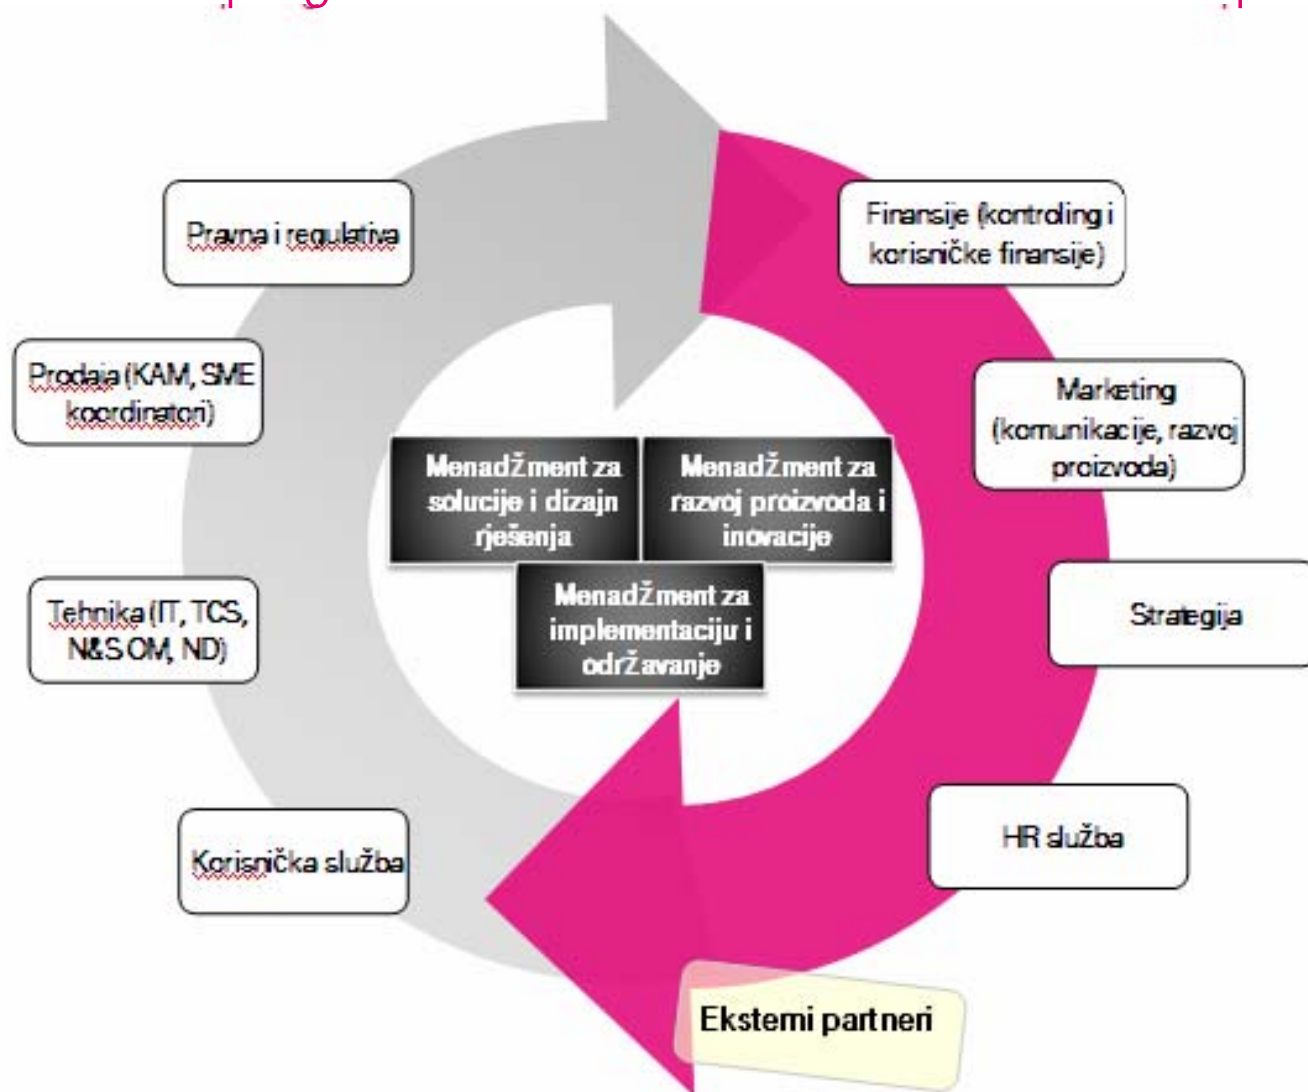 Pravna i regulativa
Finansije (kontroling i
korisničke finansije)
Prodaja (KAM, SME
koordinatori)
Marketing
(komunikacije, razvoj
proizvoda)
Menadžment za
solucije i dizajn
rješenja
Menadžment za
razvoj proizvoda i
inovacije
Menadžment za
implementaciju i
održavanje
Tehnika (IT, TCS,
N&S OM, ND)
Strategija
Korisnička služba
HR služba
Eksterni partneri